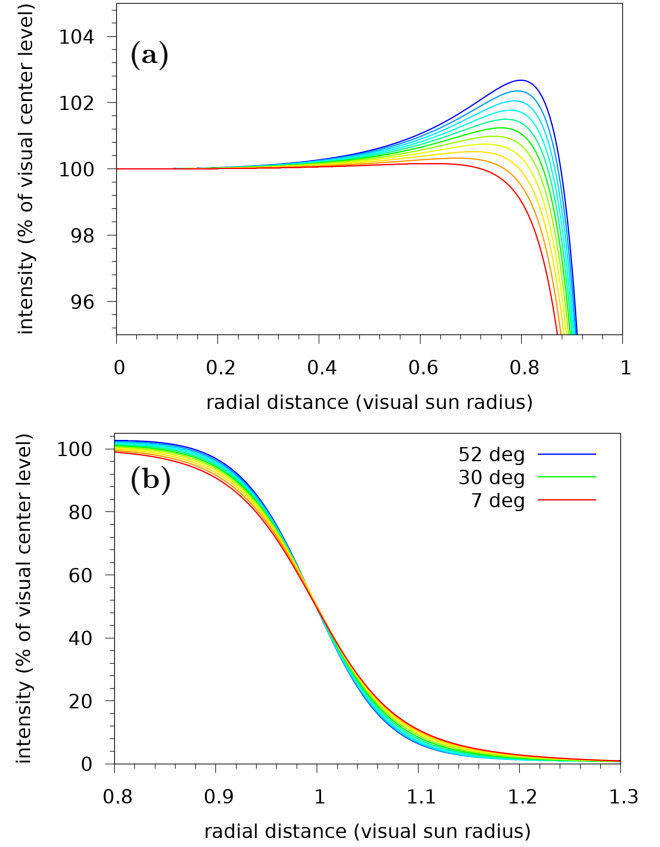 (a)
intensity (% of visual center level)
104
102
100
98
96
0 0.2 0.4 0.6 0.8 1
radial distance (visual sun radius)
(b)
intensity (% of visual center level)
52 deg
30 deg
7 deg
100
80
60
40
20
0
0.8 0.9 1 1.1 1.2 1.3
radial distance (visual sun radius)